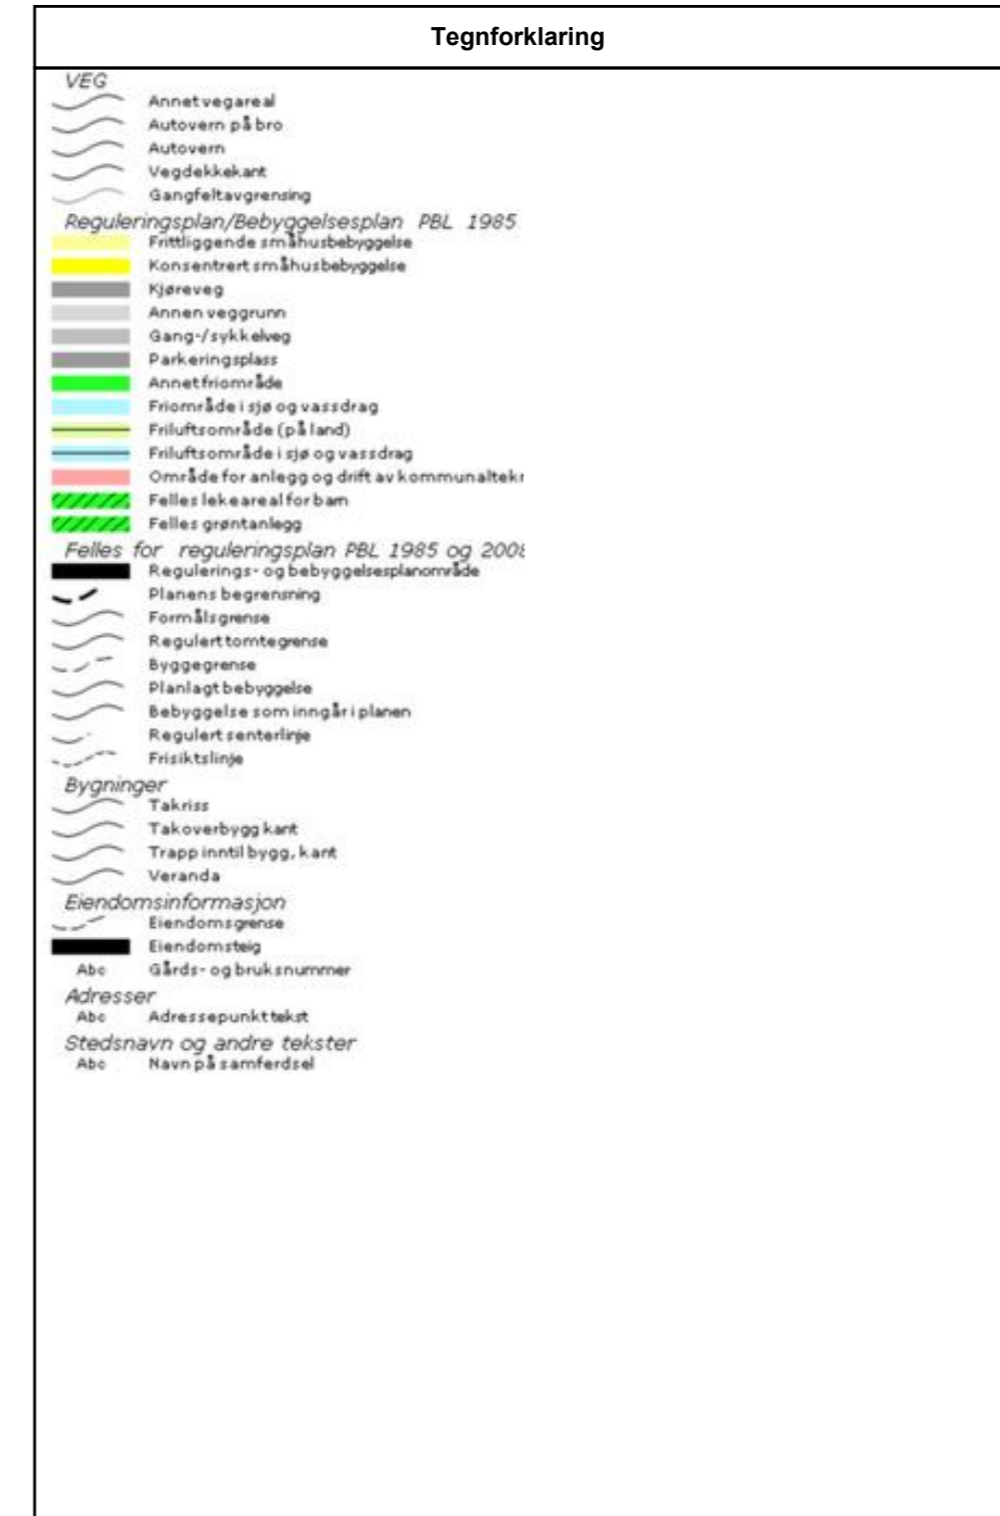 Tegnforklaring
VEG
Annet vegareal
Autovern på bro
Autovern
Vegdekkekant
Gangfeltavgrensing
Reguleringsplan/Bebyggelsesplan PBL 1985
Frittliggende småhusbebyggelse
Konsentrert småhusbebyggelse
Kjøreveg
Annen veggrunn
Gang-/sykkelveg
Parkeringsplass
Annet friområde
Friområde i sjø og vassdrag
Friluftsområde (på land)
Friluftsområde i sjø og vassdrag
Område for anlegg og drift av kommunaltekn
Felles lekeareal for barn
Felles grøntanlegg
Felles for reguleringsplan PBL 1985 og 2008
Regulerings- og bebyggelsesplanområde
Planens begrensning
Formålsgrense
Regulert tomtegrense
Byggegrense
Planlagt bebyggelse
Bebyggelse som inngår i planen
Regulert senterlinje
Frisiktslinje
Bygninger
Takriss
Takoverbygg kant
Trapp inntil bygg, kant
Veranda
Eiendomsinformasjon
Eiendomsgrense
Eiendomsteig
Abc Gårds- og bruksnummer
Adresser
Abc Adressepunkt tekst
Stedsnavn og andre tekster
Abc Navn på samferdsel